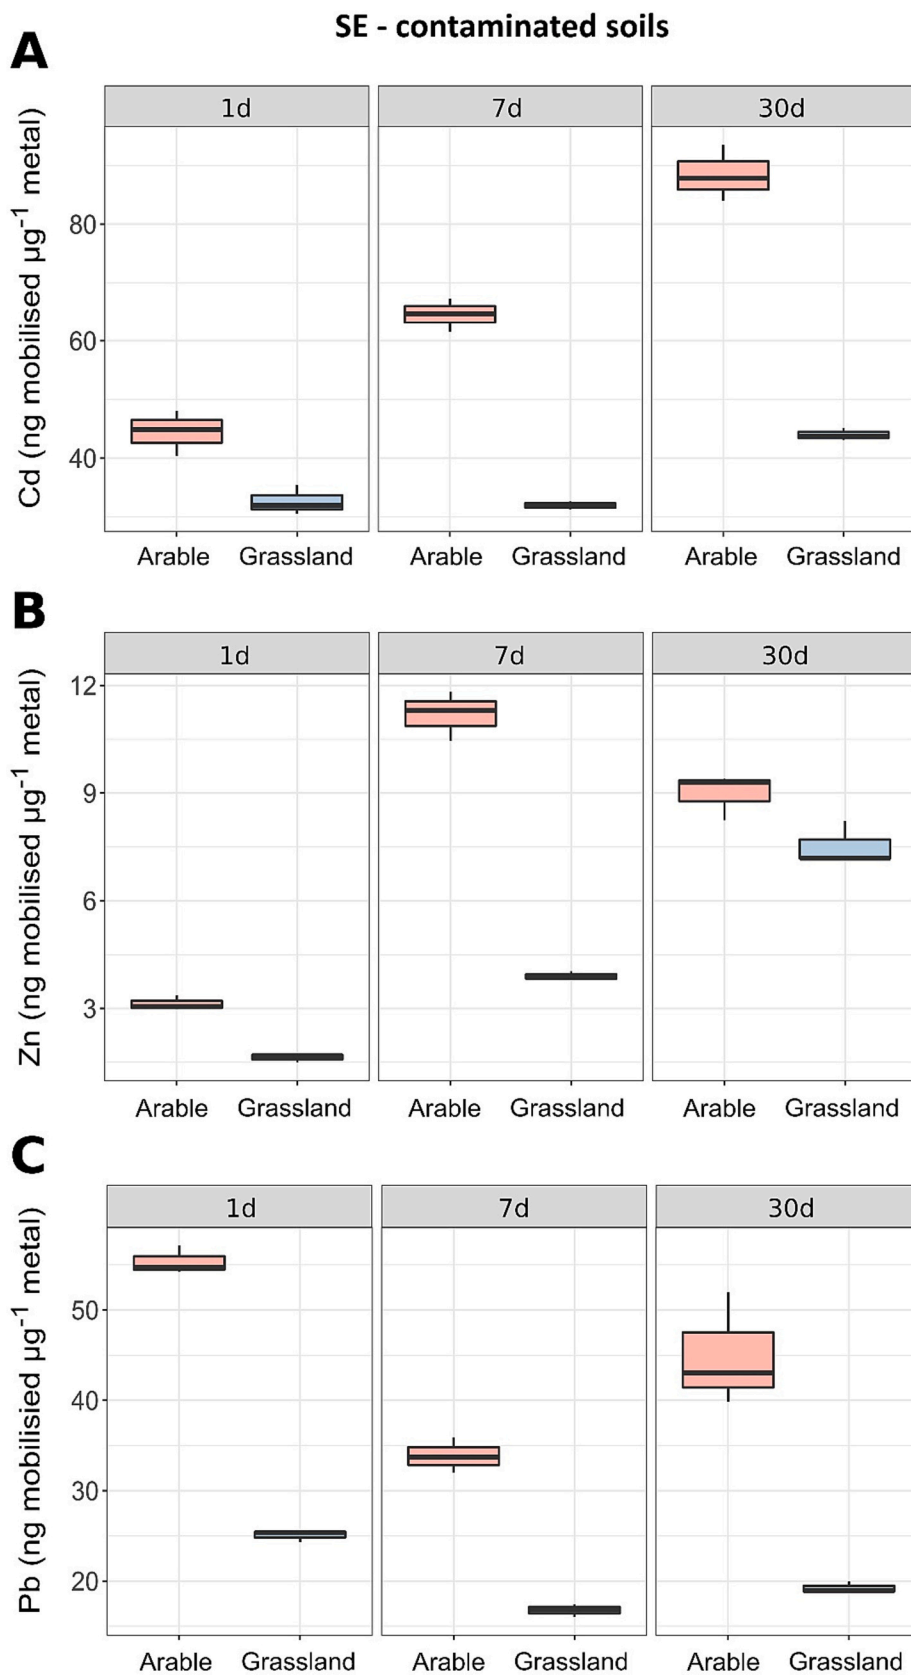 SE - contaminated soils
A
1d 7d 30d
Cd (ng mobilised µg⁻¹ metal)
80
60
40
Arable Grassland Arable Grassland Arable Grassland
B
1d 7d 30d
Zn (ng mobilised µg⁻¹ metal)
12
9
6
3
Arable Grassland Arable Grassland Arable Grassland
C
1d 7d 30d
Pb (ng mobilisied µg⁻¹ metal)
50
40
30
20
Arable Grassland Arable Grassland Arable Grassland